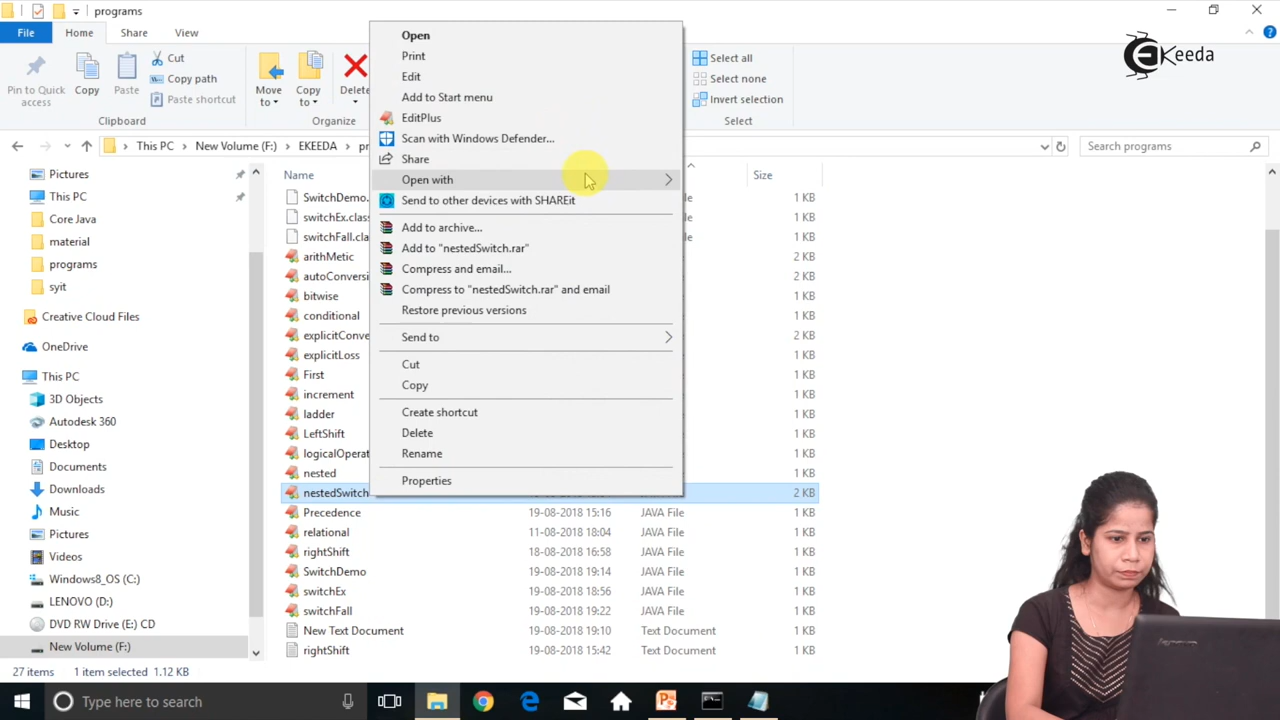 programs
File Home Share View
Pin to Quick access
Copy
Paste
Cut
Copy path
Paste shortcut
Clipboard
Move to
Copy to
Delete
Organize
Select all
Select none
Invert selection
Select
EKeeda
This PC New Volume (F:) EKEEDA
Search programs
Open
Print
Edit
Add to Start menu
EditPlus
Scan with Windows Defender...
Share
Open with
Send to other devices with SHAREit
Add to archive...
Add to "nestedSwitch.rar"
Compress and email...
Compress to "nestedSwitch.rar" and email
Restore previous versions
Send to
Cut
Copy
Create shortcut
Delete
Rename
Properties
Pictures
This PC
Core Java
material
programs
syit
Creative Cloud Files
OneDrive
This PC
3D Objects
Autodesk 360
Desktop
Documents
Downloads
Music
Pictures
Videos
Windows8_OS (C:)
LENOVO (D:)
DVD RW Drive (E:) CD
New Volume (F:)
Name Size
SwitchDemo. 1 KB
switchEx.class 1 KB
switchFall.cla 1 KB
arithMetic 2 KB
autoConversi 2 KB
bitwise 1 KB
conditional 1 KB
explicitConve 2 KB
explicitLoss 1 KB
First 1 KB
increment 1 KB
ladder 1 KB
LeftShift 1 KB
logicalOperat 1 KB
nested 1 KB
nestedSwitch 2 KB
Precedence 19-08-2018 15:16 JAVA File 1 KB
relational 11-08-2018 18:04 JAVA File 1 KB
rightShift 18-08-2018 16:58 JAVA File 1 KB
SwitchDemo 19-08-2018 19:14 JAVA File 1 KB
switchEx 19-08-2018 18:56 JAVA File 1 KB
switchFall 19-08-2018 19:22 JAVA File 1 KB
New Text Document 19-08-2018 19:10 Text Document 1 KB
rightShift 19-08-2018 15:42 Text Document 1 KB
27 items 1 item selected 1.12 KB
Type here to search
lenovo